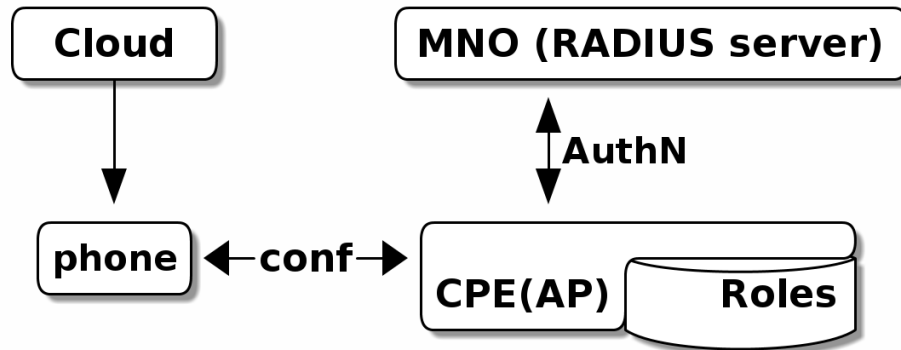 Cloud
MNO (RADIUS server)
AuthN
phone
conf
CPE(AP)
Roles